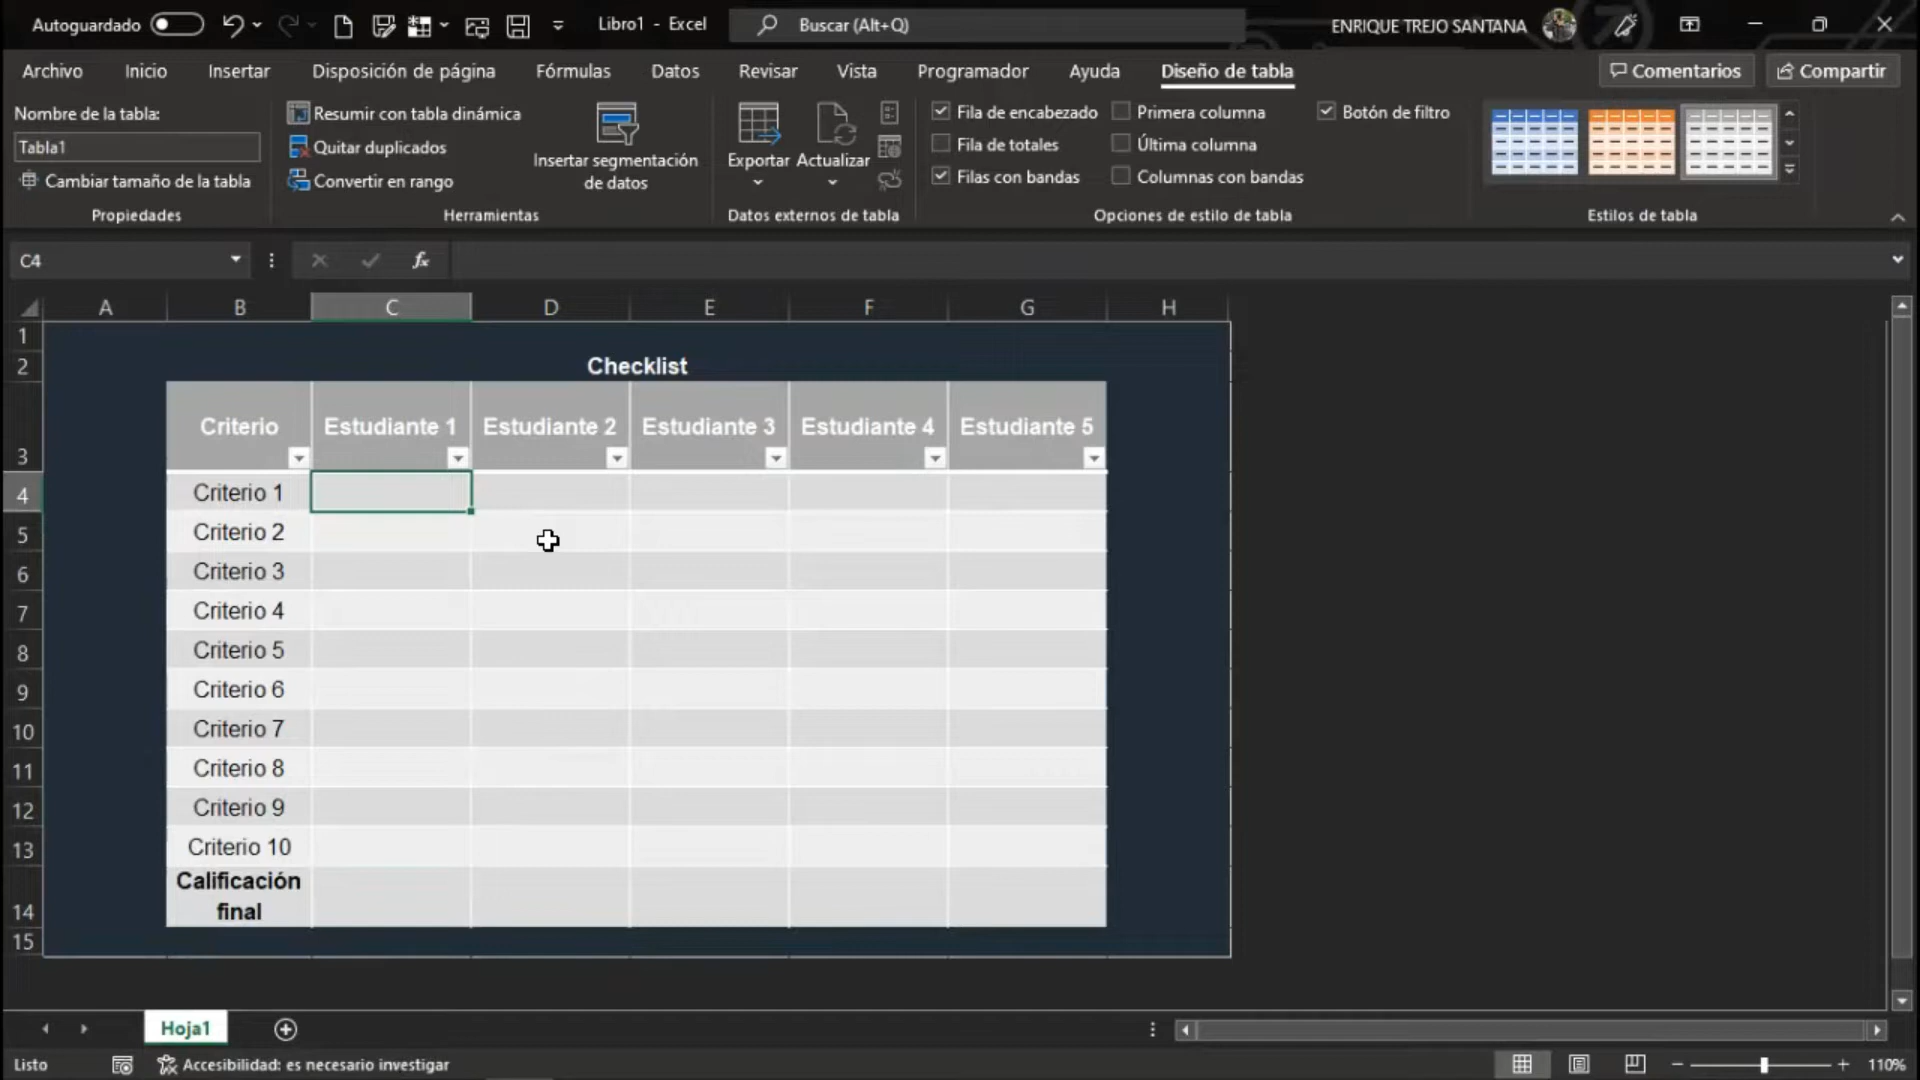 Autoguardado
Libro1 - Excel
Buscar (Alt+Q)
ENRIQUE TREJO SANTANA
Archivo Inicio Insertar Disposición de página Fórmulas Datos Revisar Vista Programador Ayuda Diseño de tabla Comentarios Compartir
Nombre de la tabla:
Tabla1
Cambiar tamaño de la tabla
Propiedades
Resumir con tabla dinámica
Quitar duplicados
Convertir en rango
Insertar segmentación
de datos
Herramientas
Exportar Actualizar
Datos externos de tabla
Fila de encabezado Primera columna Botón de filtro
Fila de totales Última columna
Filas con bandas Columnas con bandas
Opciones de estilo de tabla
Estilos de tabla
C4 fx
A B C D E F G H
1
2 Checklist
3 Criterio Estudiante 1 Estudiante 2 Estudiante 3 Estudiante 4 Estudiante 5
4 Criterio 1
5 Criterio 2
6 Criterio 3
7 Criterio 4
8 Criterio 5
9 Criterio 6
10 Criterio 7
11 Criterio 8
12 Criterio 9
13 Criterio 10
Calificación
14 final
15
Hoja1
Listo Accesibilidad: es necesario investigar 110%